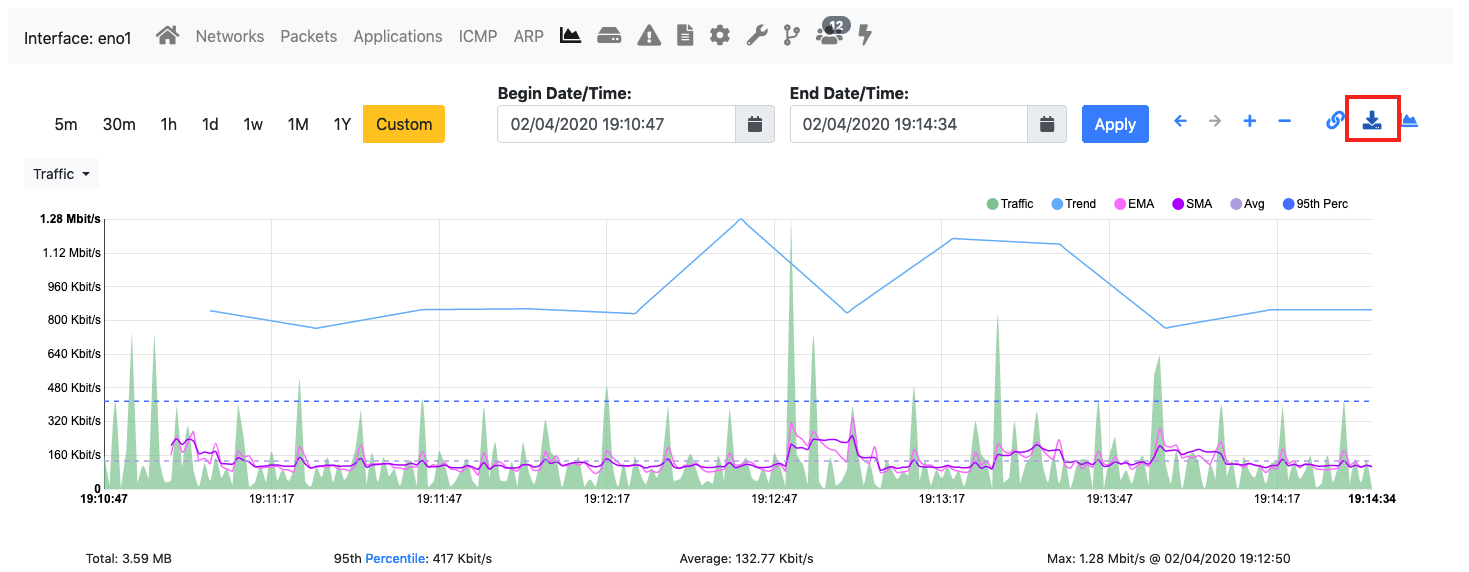 Interface: eno1 Networks Packets Applications ICMP ARP 12
Begin Date/Time: End Date/Time:
5m 30m 1h 1d 1w 1M 1Y Custom 02/04/2020 19:10:47 02/04/2020 19:14:34 Apply
Traffic
Traffic Trend EMA SMA Avg 95th Perc
1.28 Mbit/s
1.12 Mbit/s
960 Kbit/s
800 Kbit/s
640 Kbit/s
480 Kbit/s
320 Kbit/s
160 Kbit/s
0
19:10:47 19:11:17 19:11:47 19:12:17 19:12:47 19:13:17 19:13:47 19:14:17 19:14:34
Total: 3.59 MB 95th Percentile: 417 Kbit/s Average: 132.77 Kbit/s Max: 1.28 Mbit/s @ 02/04/2020 19:12:50